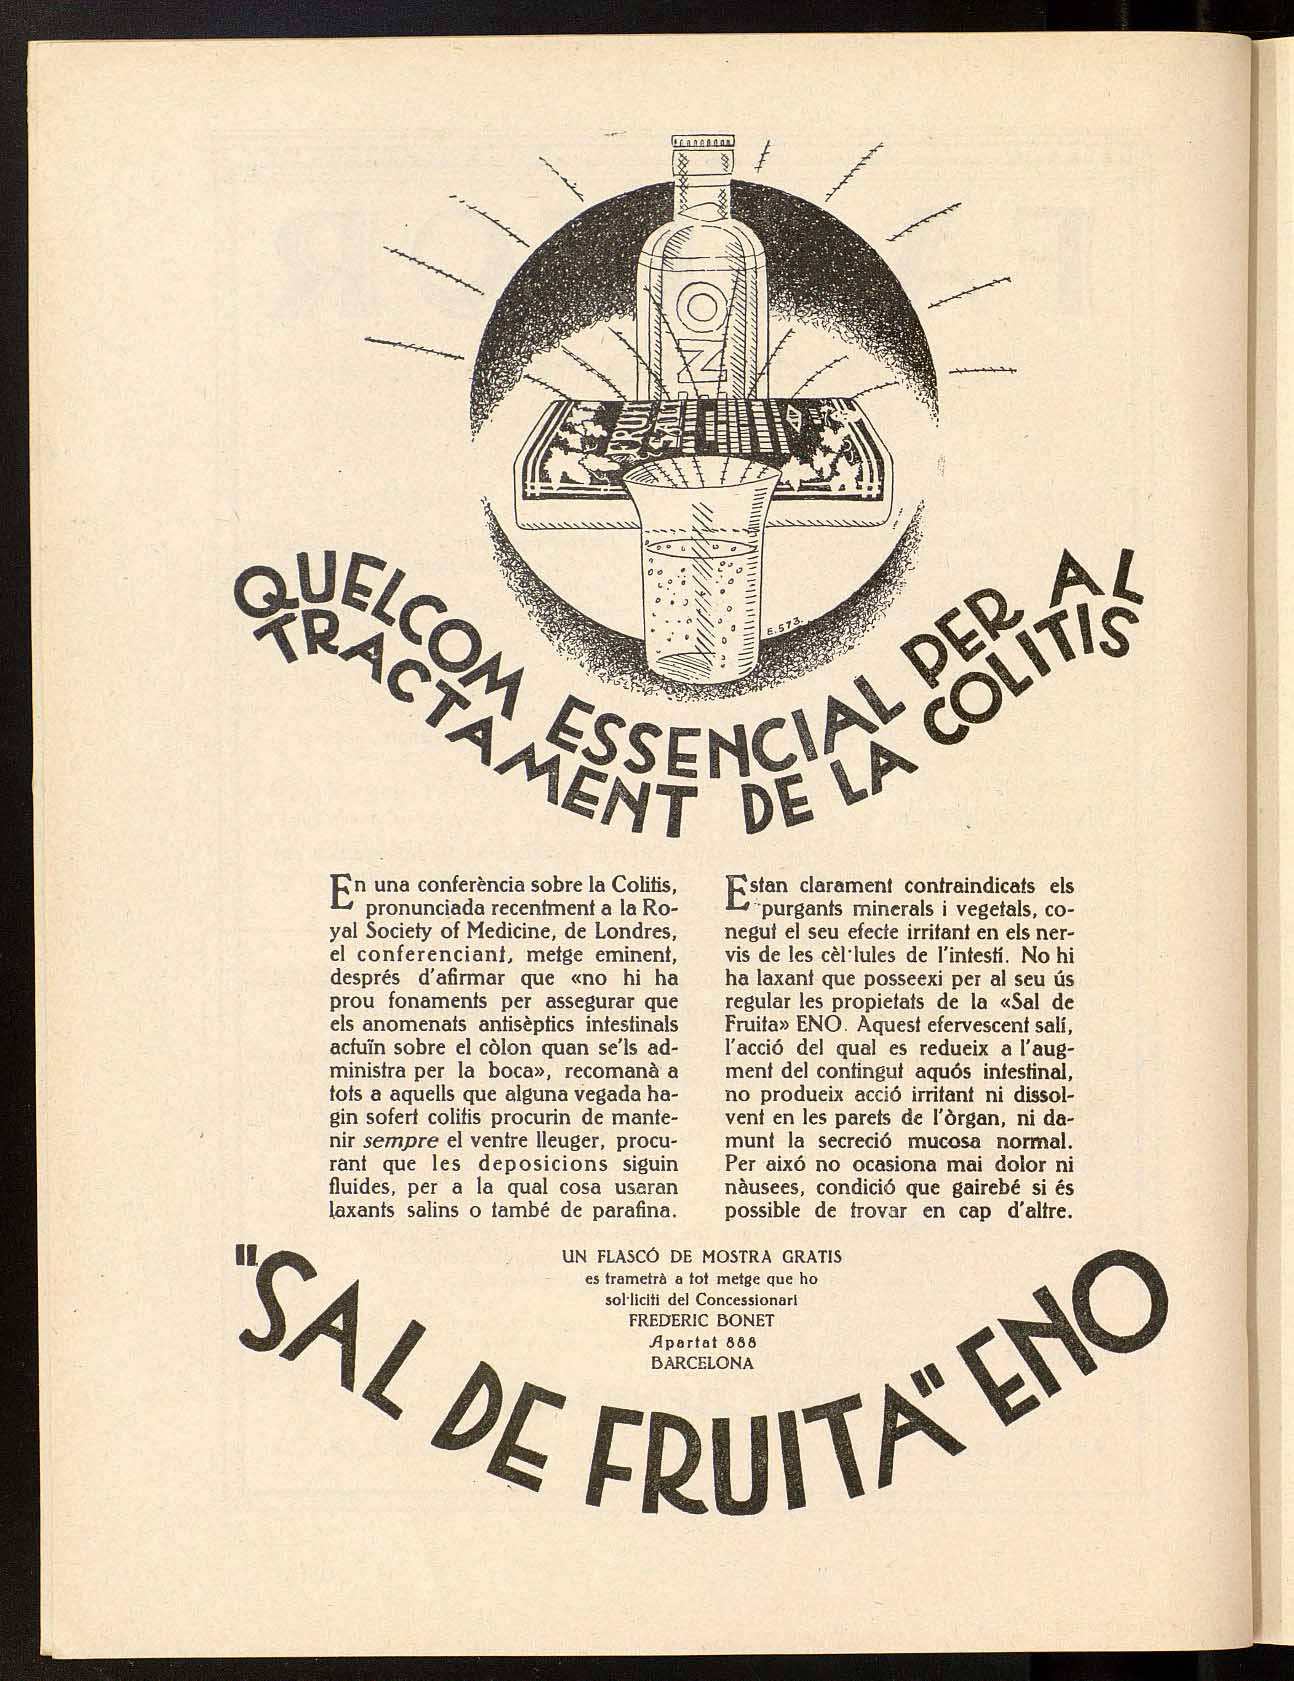 ENO
FRUIT
SALT
E.573.
QUELCOM ESSENCIAL PER AL
TRACTAMENT DE LA COLITIS
En una conferència sobre la Colitis,
pronunciada recentment a la Ro-
yal Society of Medicine, de Londres,
el conferenciant, metge eminent,
després d'afirmar que «no hi ha
prou fonaments per assegurar que
els anomenats antisèptics intestinals
actuïn sobre el còlon quan se'ls ad-
ministra per la boca», recomanà a
tots a aquells que alguna vegada ha-
gin sofert colitis procurin de mante-
nir sempre el ventre lleuger, procu-
rant que les deposicions siguin
fluides, per a la qual cosa usaran
laxants salins o també de parafina.
Estan clarament contraindicats els
purgants minerals i vegetals, co-
negut el seu efecte irritant en els ner-
vis de les cèl·lules de l'intestí. No hi
ha laxant que posseexi per al seu ús
regular les propietats de la «Sal de
Fruita» ENO. Aquest efervescent salí,
l'acció del qual es redueix a l'aug-
ment del contingut aquós intestinal,
no produeix acció irritant ni dissol-
vent en les parets de l'òrgan, ni da-
munt la secreció mucosa normal.
Per aixó no ocasiona mai dolor ni
nàusees, condició que gairebé si és
possible de trovar en cap d'altre.
UN FLASCÓ DE MOSTRA GRATIS
es trametrà a tot metge que ho
sol·liciti del Concessionari
FREDERIC BONET
Apartat 888
BARCELONA
"SAL DE FRUITA" ENO